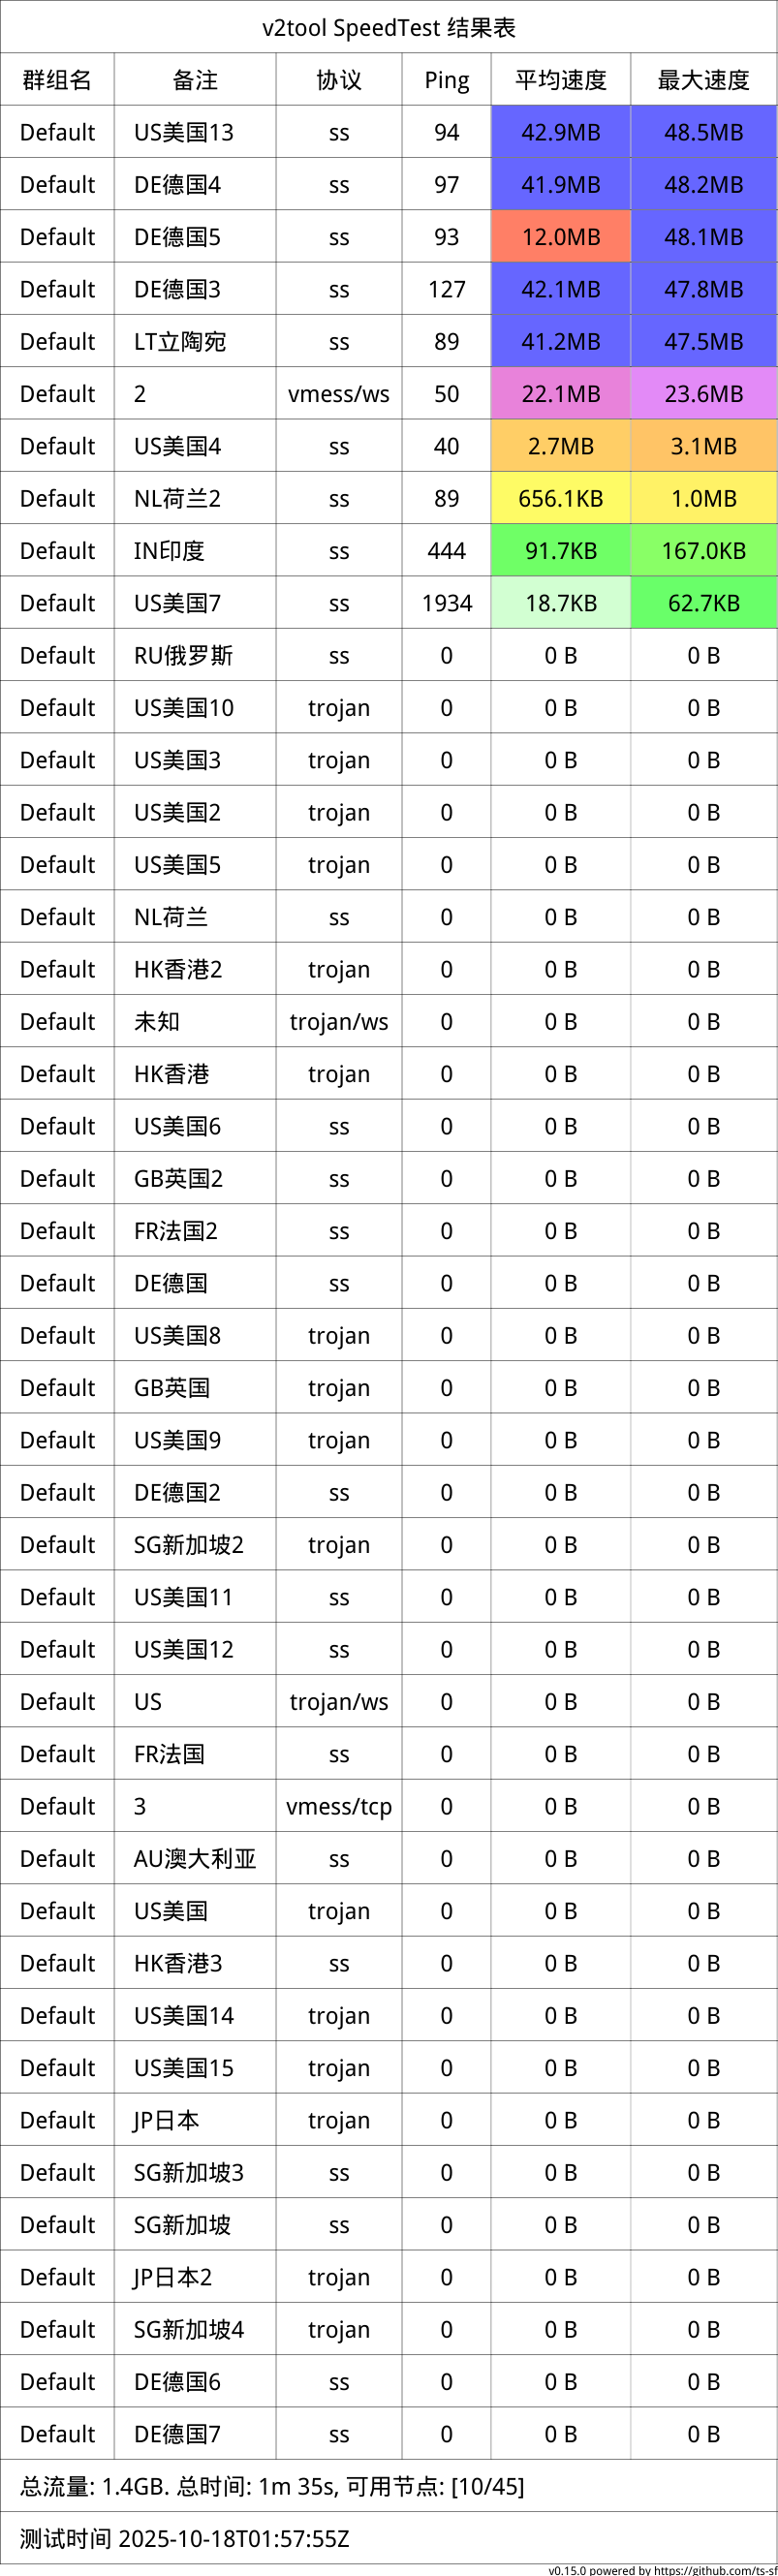 v2tool SpeedTest 结果表
群组名 备注 协议 Ping 平均速度 最大速度
Default US美国13 ss 94 42.9MB 48.5MB
Default DE德国4 ss 97 41.9MB 48.2MB
Default DE德国5 ss 93 12.0MB 48.1MB
Default DE德国3 ss 127 42.1MB 47.8MB
Default LT立陶宛 ss 89 41.2MB 47.5MB
Default 2 vmess/ws 50 22.1MB 23.6MB
Default US美国4 ss 40 2.7MB 3.1MB
Default NL荷兰2 ss 89 656.1KB 1.0MB
Default IN印度 ss 444 91.7KB 167.0KB
Default US美国7 ss 1934 18.7KB 62.7KB
Default RU俄罗斯 ss 0 0 B 0 B
Default US美国10 trojan 0 0 B 0 B
Default US美国3 trojan 0 0 B 0 B
Default US美国2 trojan 0 0 B 0 B
Default US美国5 trojan 0 0 B 0 B
Default NL荷兰 ss 0 0 B 0 B
Default HK香港2 trojan 0 0 B 0 B
Default 未知 trojan/ws 0 0 B 0 B
Default HK香港 trojan 0 0 B 0 B
Default US美国6 ss 0 0 B 0 B
Default GB英国2 ss 0 0 B 0 B
Default FR法国2 ss 0 0 B 0 B
Default DE德国 ss 0 0 B 0 B
Default US美国8 trojan 0 0 B 0 B
Default GB英国 trojan 0 0 B 0 B
Default US美国9 trojan 0 0 B 0 B
Default DE德国2 ss 0 0 B 0 B
Default SG新加坡2 trojan 0 0 B 0 B
Default US美国11 ss 0 0 B 0 B
Default US美国12 ss 0 0 B 0 B
Default US trojan/ws 0 0 B 0 B
Default FR法国 ss 0 0 B 0 B
Default 3 vmess/tcp 0 0 B 0 B
Default AU澳大利亚 ss 0 0 B 0 B
Default US美国 trojan 0 0 B 0 B
Default HK香港3 ss 0 0 B 0 B
Default US美国14 trojan 0 0 B 0 B
Default US美国15 trojan 0 0 B 0 B
Default JP日本 trojan 0 0 B 0 B
Default SG新加坡3 ss 0 0 B 0 B
Default SG新加坡 ss 0 0 B 0 B
Default JP日本2 trojan 0 0 B 0 B
Default SG新加坡4 trojan 0 0 B 0 B
Default DE德国6 ss 0 0 B 0 B
Default DE德国7 ss 0 0 B 0 B
总流量: 1.4GB. 总时间: 1m 35s, 可用节点: [10/45]
测试时间 2025-10-18T01:57:55Z
v0.15.0 powered by https://github.com/ts-sf